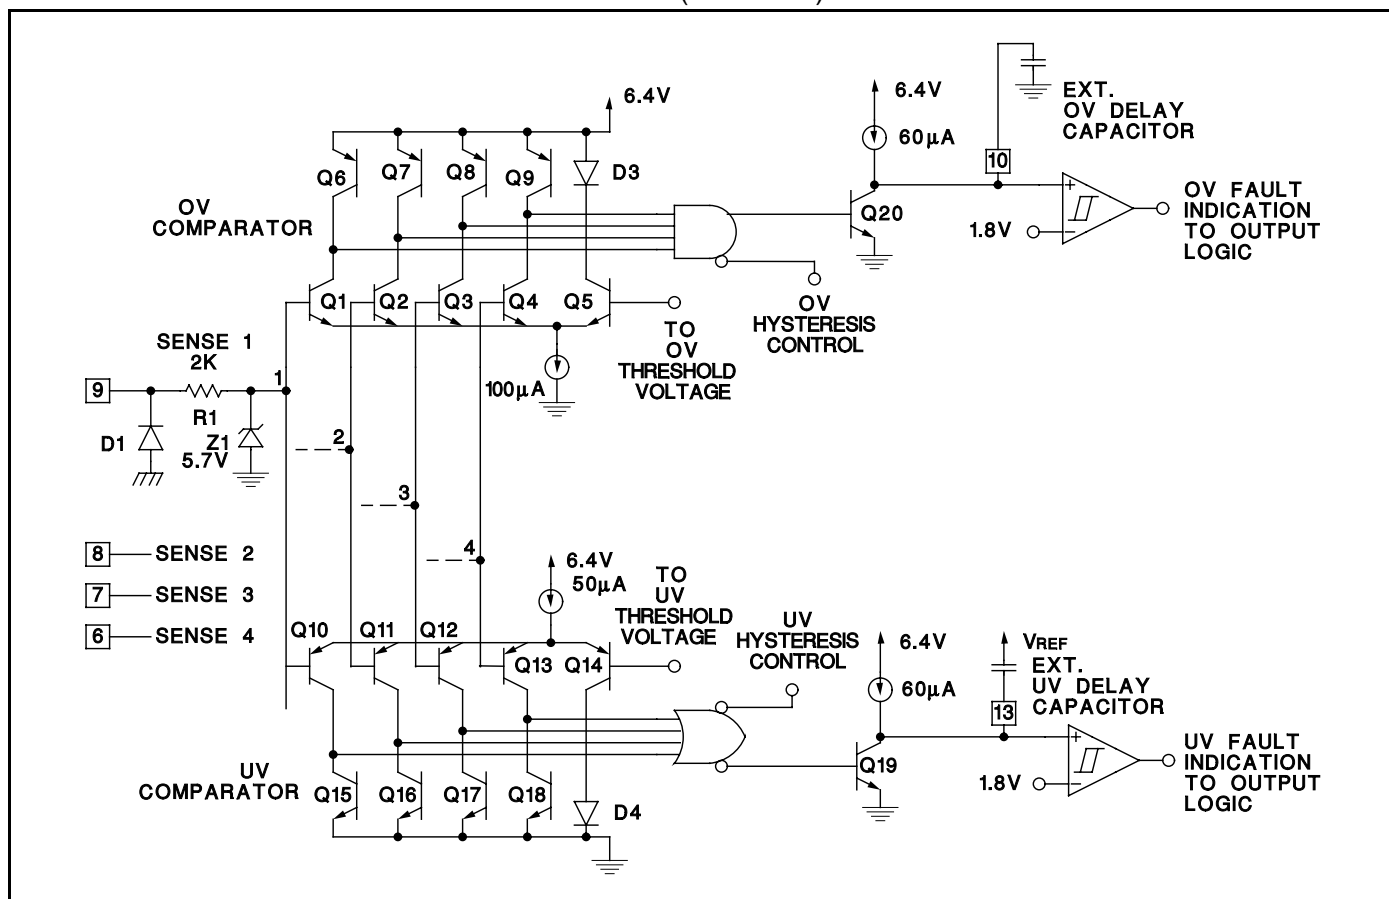 6.4V
6.4V
60µA
EXT.
OV DELAY
CAPACITOR
10
Q6
Q7
Q8
Q9
D3
OV
COMPARATOR
Q20
+
1.8V
−
OV FAULT
INDICATION
TO OUTPUT
LOGIC
Q1
Q2
Q3
Q4
Q5
OV
HYSTERESIS
CONTROL
TO
OV
THRESHOLD
VOLTAGE
100µA
SENSE 1
2K
1
9
R1
D1
Z1
5.7V
2
3
4
8
SENSE 2
7
SENSE 3
6
SENSE 4
6.4V
50µA
TO
UV
THRESHOLD
VOLTAGE
UV
HYSTERESIS
CONTROL
Q10
Q11
Q12
Q13
Q14
6.4V
60µA
VREF
EXT.
UV DELAY
CAPACITOR
13
Q19
+
1.8V
−
UV FAULT
INDICATION
TO OUTPUT
LOGIC
UV
COMPARATOR
Q15
Q16
Q17
Q18
D4